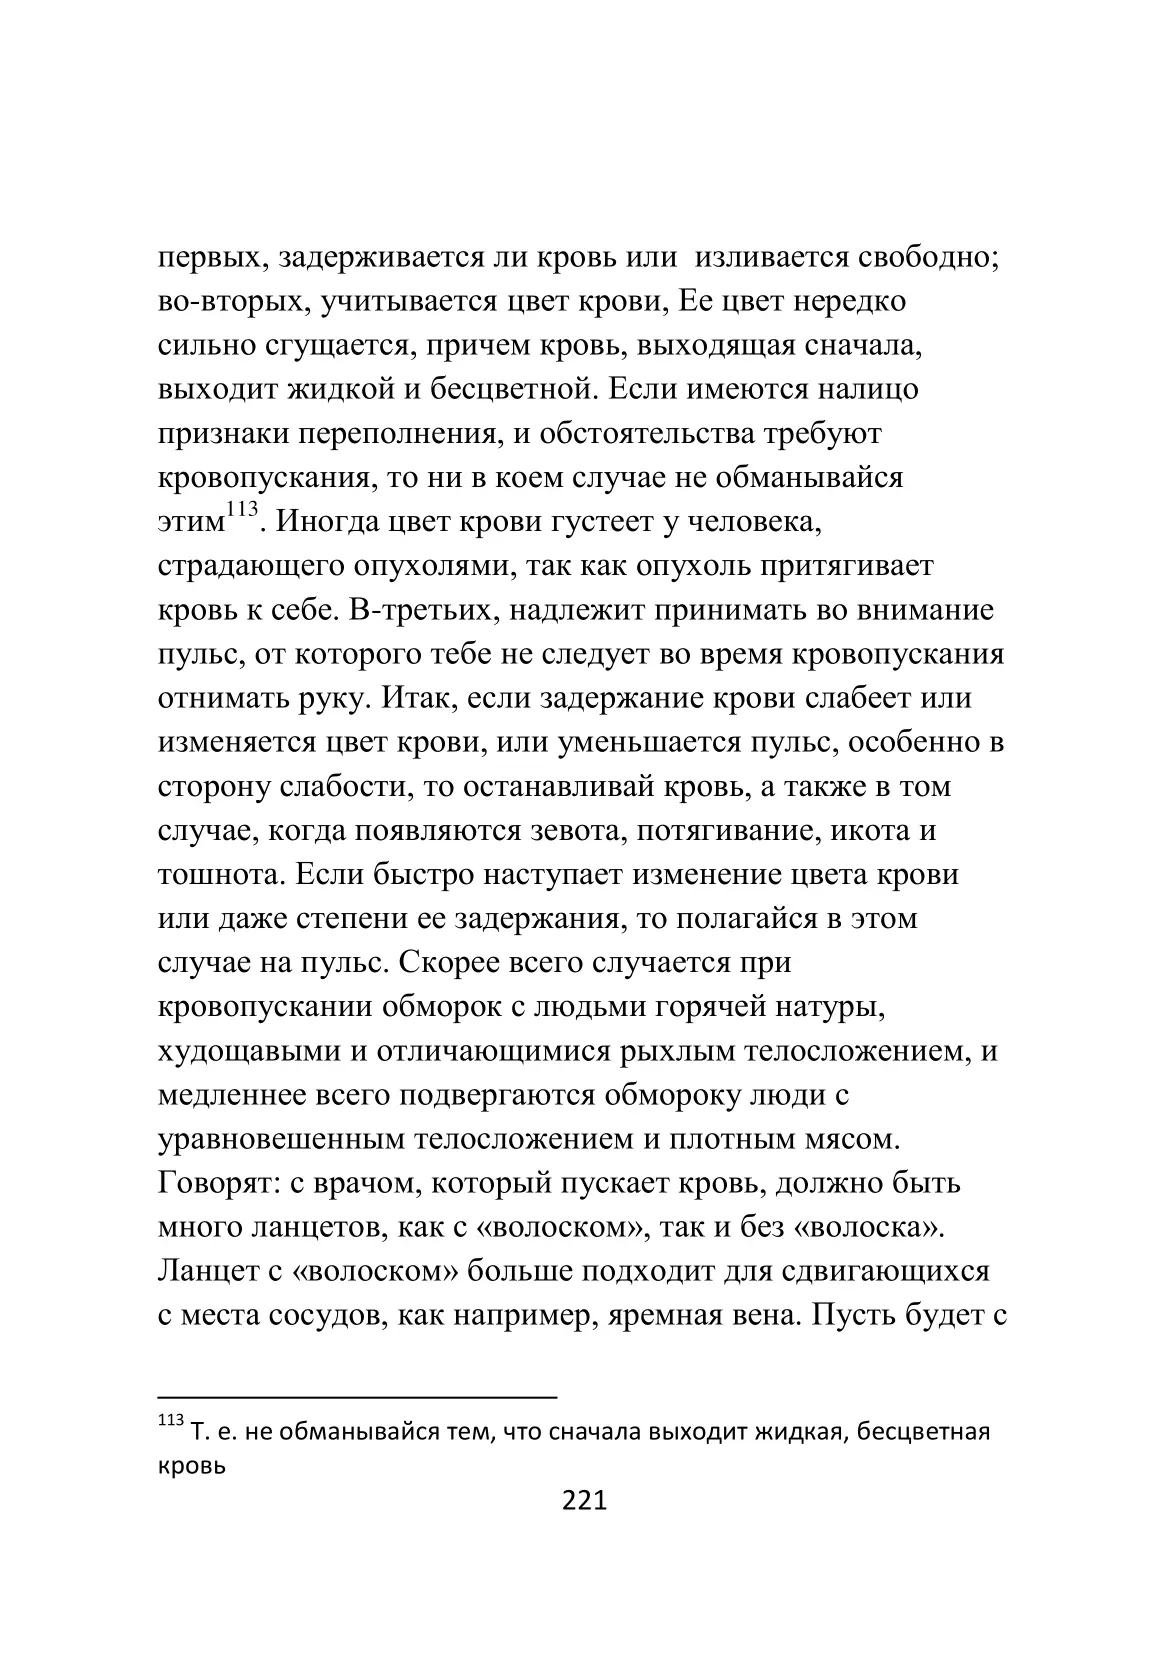 первых, задерживается ли кровь или  изливается свободно;
во-вторых, учитывается цвет крови, Ее цвет нередко
сильно сгущается, причем кровь, выходящая сначала,
выходит жидкой и бесцветной. Если имеются налицо
признаки переполнения, и обстоятельства требуют
кровопускания, то ни в коем случае не обманывайся
этим113. Иногда цвет крови густеет у человека,
страдающего опухолями, так как опухоль притягивает
кровь к себе. В-третьих, надлежит принимать во внимание
пульс, от которого тебе не следует во время кровопускания
отнимать руку. Итак, если задержание крови слабеет или
изменяется цвет крови, или уменьшается пульс, особенно в
сторону слабости, то останавливай кровь, а также в том
случае, когда появляются зевота, потягивание, икота и
тошнота. Если быстро наступает изменение цвета крови
или даже степени ее задержания, то полагайся в этом
случае на пульс. Скорее всего случается при
кровопускании обморок с людьми горячей натуры,
худощавыми и отличающимися рыхлым телосложением, и
медленнее всего подвергаются обмороку люди с
уравновешенным телосложением и плотным мясом.
Говорят: с врачом, который пускает кровь, должно быть
много ланцетов, как с «волоском», так и без «волоска».
Ланцет с «волоском» больше подходит для сдвигающихся
с места сосудов, как например, яремная вена. Пусть будет с
113 Т. е. не обманывайся тем, что сначала выходит жидкая, бесцветная
кровь
221